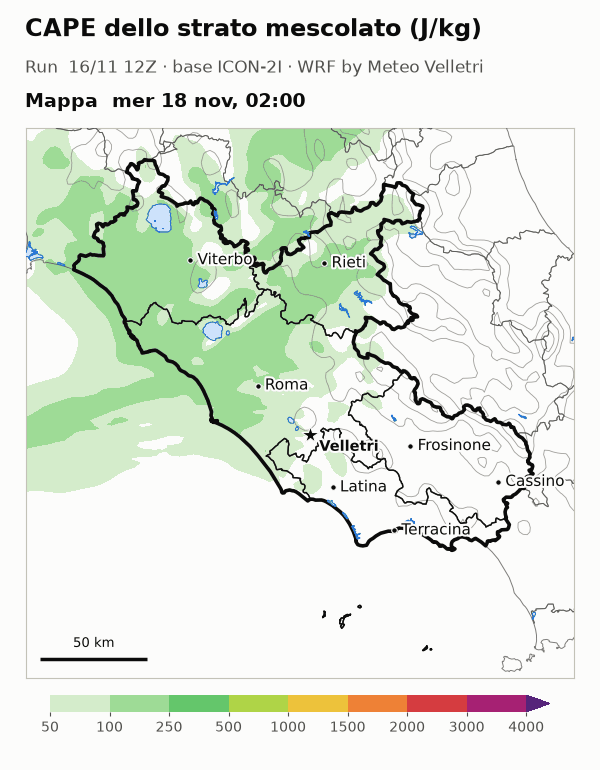 CAPE dello strato mescolato (J/kg)
Run  16/11 12Z · base ICON-2I · WRF by Meteo Velletri
Mappa  mer 18 nov, 02:00
Viterbo
Rieti
Roma
Velletri
Frosinone
Latina
Cassino
Terracina
50 km
50 100 250 500 1000 1500 2000 3000 4000